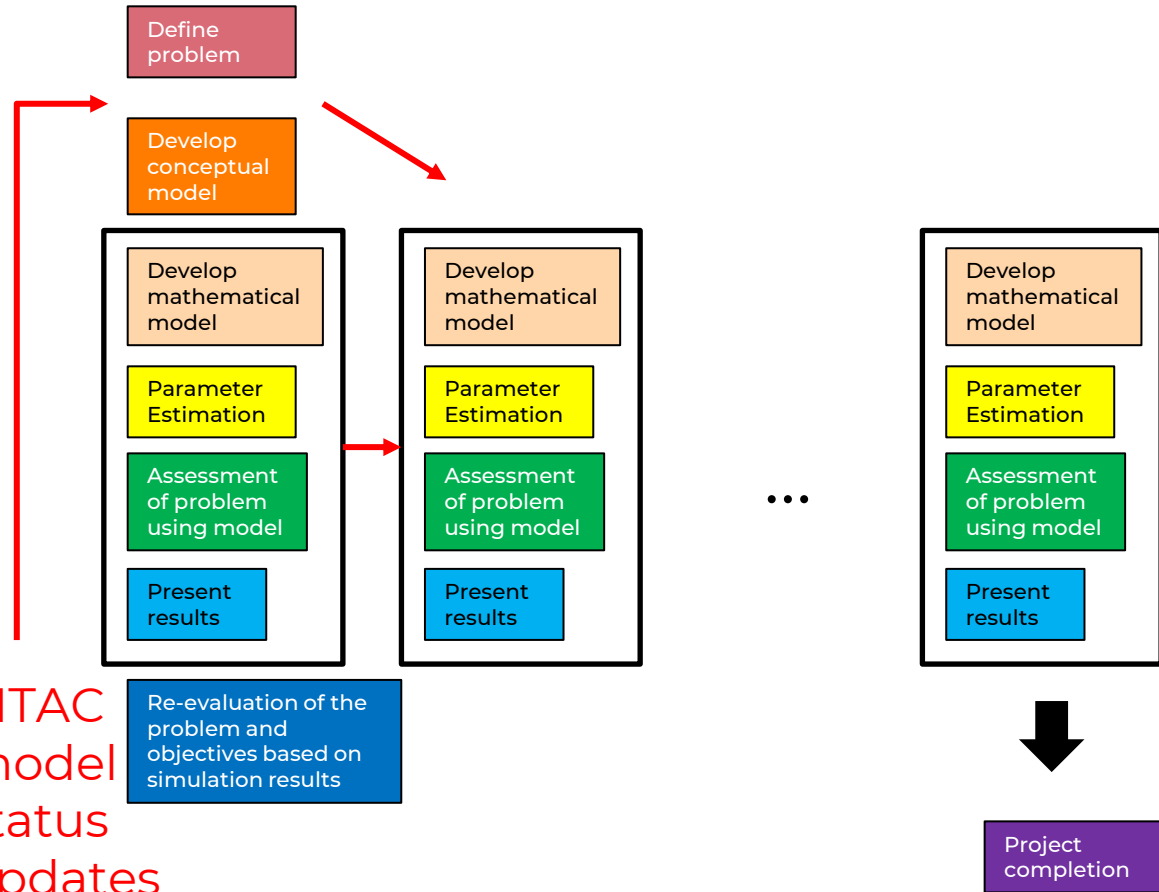 Define
problem
Develop
conceptual
model
Develop
mathematical
model
Parameter
Estimation
Assessment
of problem
using model
Present
results
Develop
mathematical
model
Parameter
Estimation
Assessment
of problem
using model
Present
results
...
Develop
mathematical
model
Parameter
Estimation
Assessment
of problem
using model
Present
results
Re-evaluation of the
problem and
objectives based on
simulation results
Project
completion